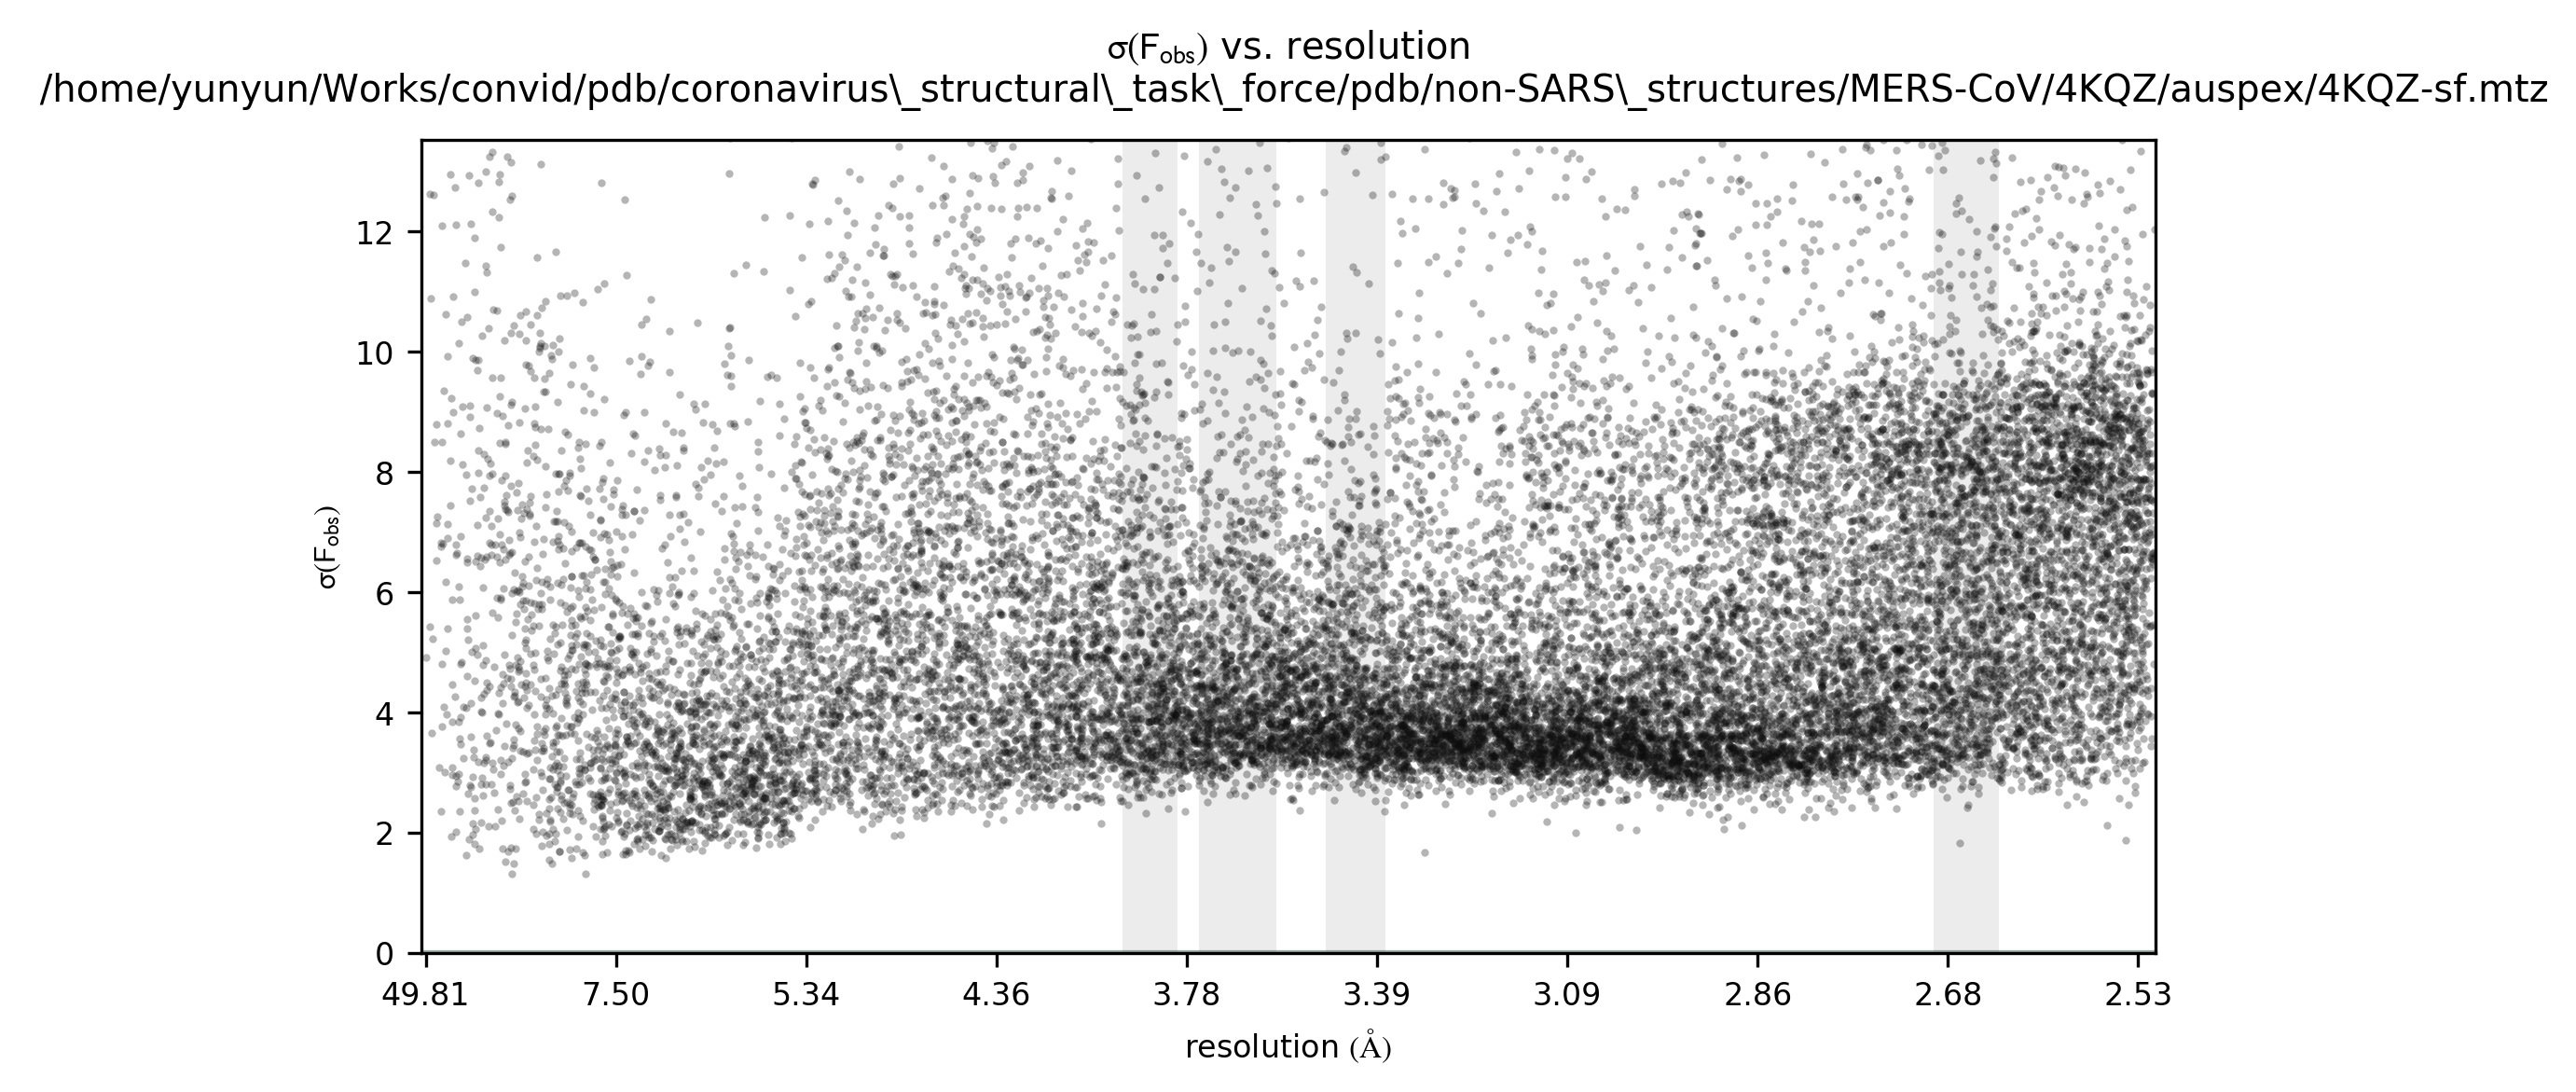 σ(F_obs) vs. resolution
/home/yunyun/Works/convid/pdb/coronavirus\_structural\_task\_force/pdb/non-SARS\_structures/MERS-CoV/4KQZ/auspex/4KQZ-sf.mtz
12
10
8
6
4
2
0
σ(F_obs)
49.81 7.50 5.34 4.36 3.78 3.39 3.09 2.86 2.68 2.53
resolution (Å)